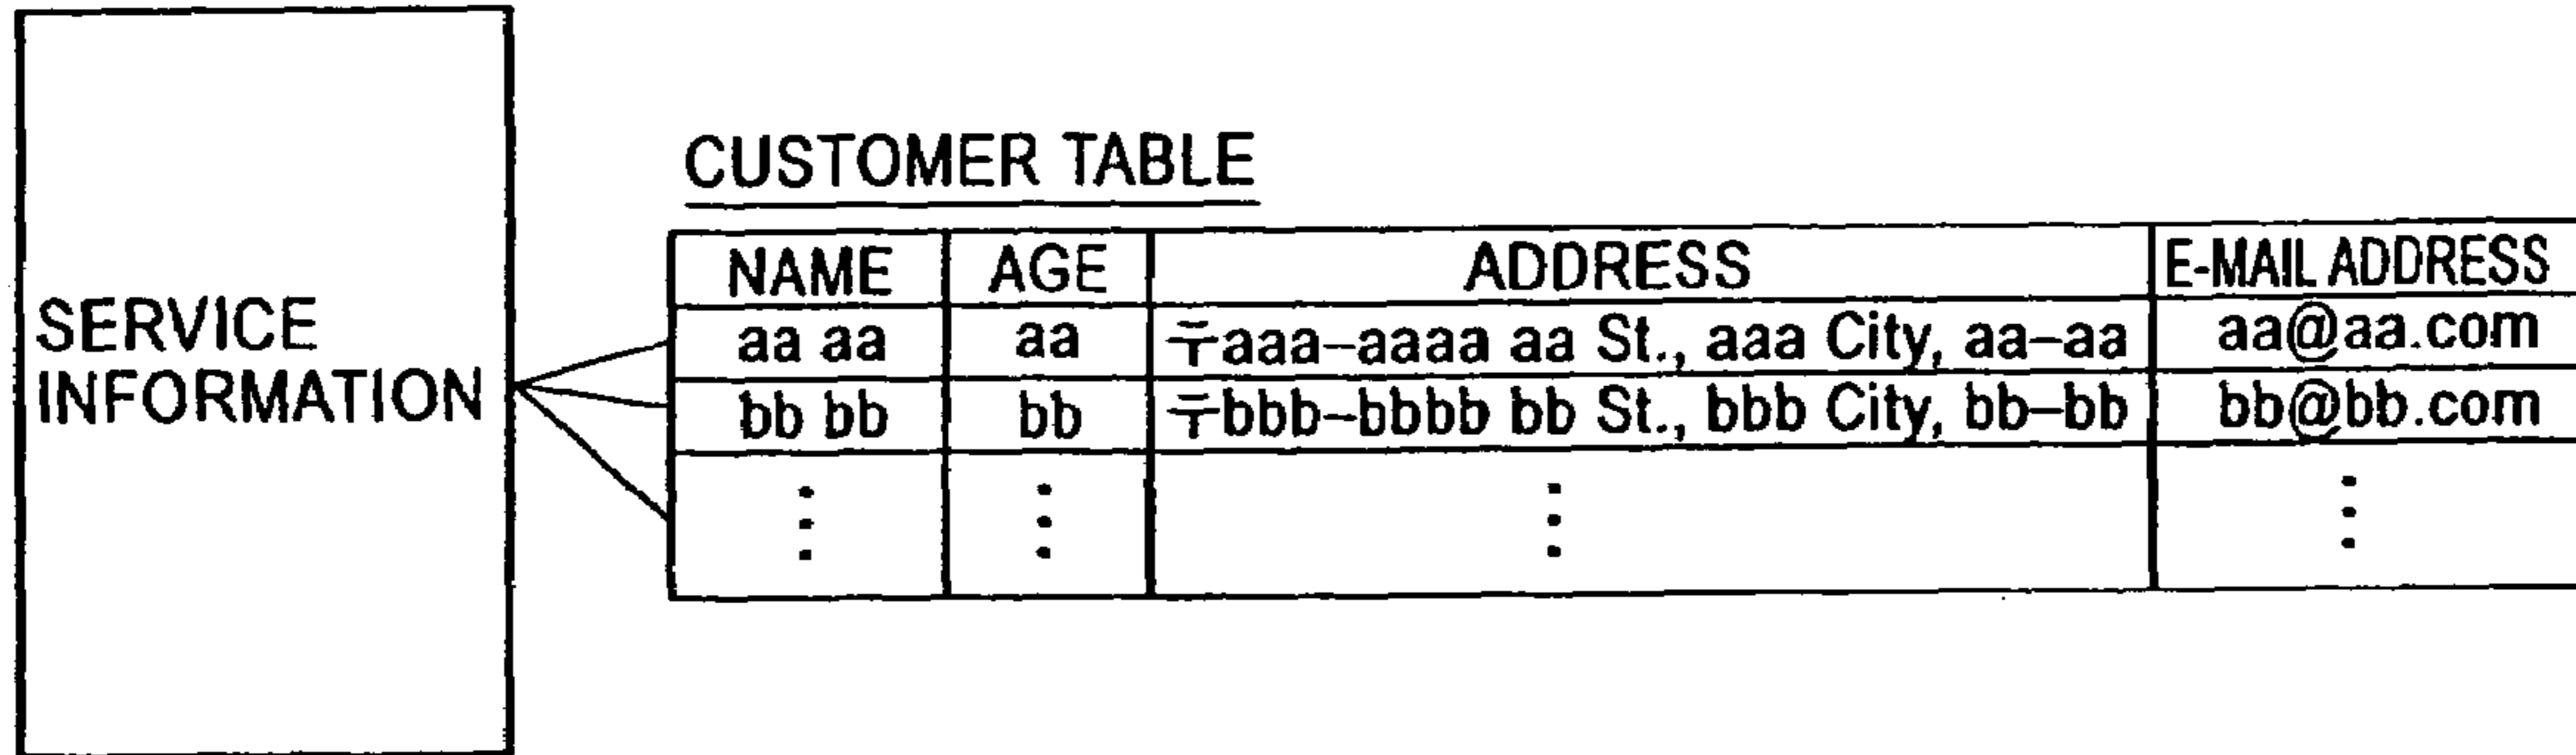 CUSTOMER TABLE
SERVICE
INFORMATION
NAME AGE ADDRESS E-MAIL ADDRESS
aa aa aa 〒aaa–aaaa aa St., aaa City, aa–aa aa@aa.com
bb bb bb 〒bbb–bbbb bb St., bbb City, bb–bb bb@bb.com